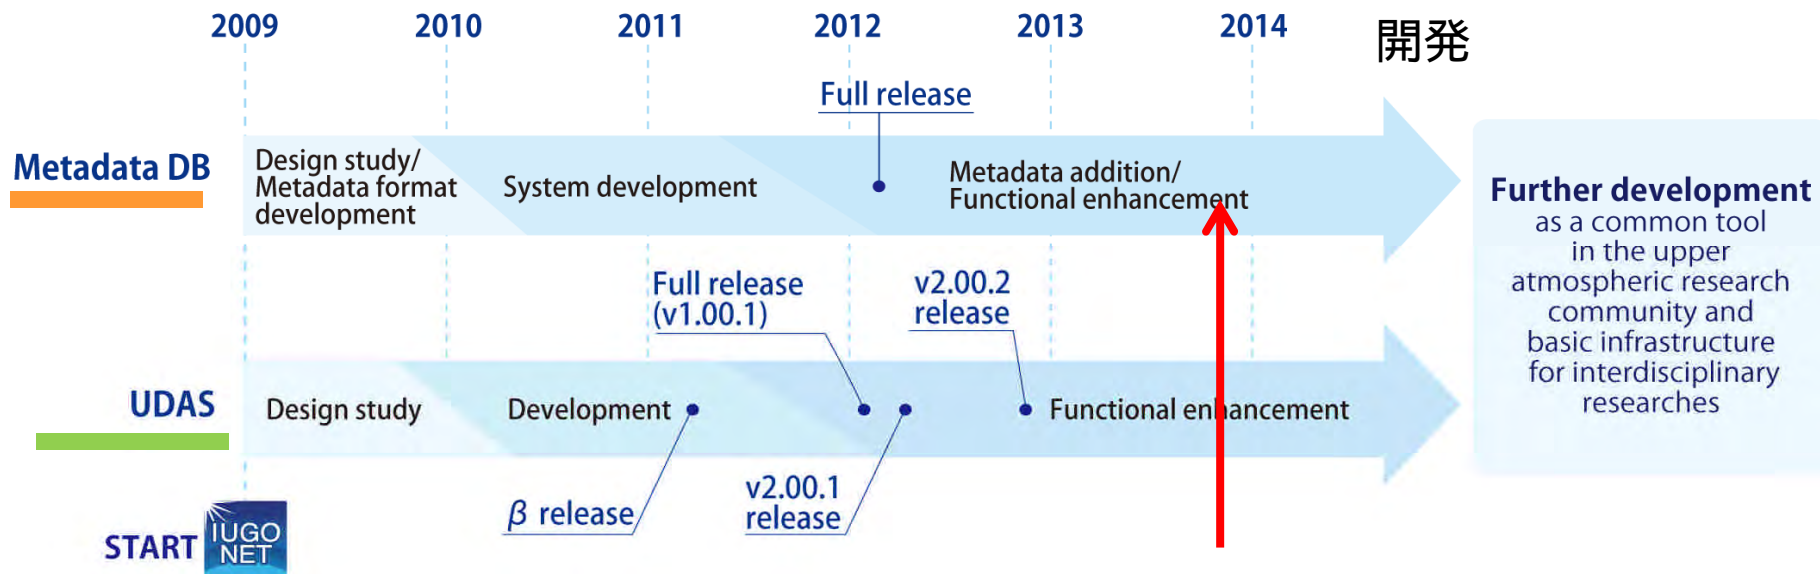 2009 2010 2011 2012 2013 2014 開発
Full release
Metadata DB
Design study/
Metadata format
development
System development
Metadata addition/
Functional enhancement
Further development
as a common tool
in the upper
atmospheric research
community and
basic infrastructure
for interdisciplinary
researches
Full release
(v1.00.1)
v2.00.2
release
UDAS
Design study
Development
Functional enhancement
β release
v2.00.1
release
START
IUGO
NET